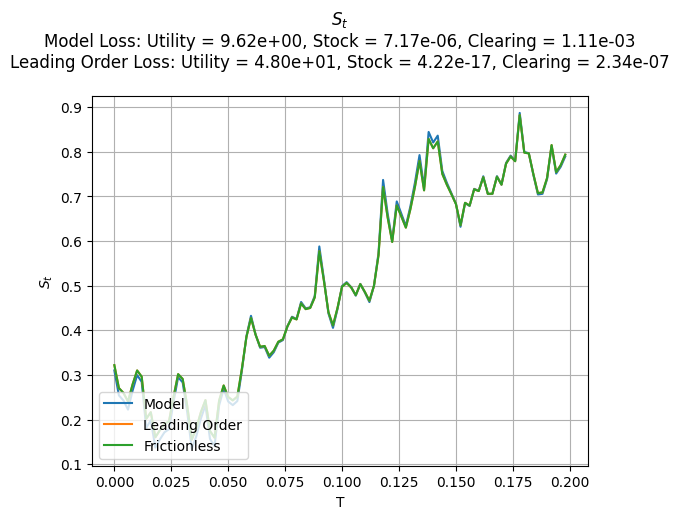 S_t
Model Loss: Utility = 9.62e+00, Stock = 7.17e-06, Clearing = 1.11e-03
Leading Order Loss: Utility = 4.80e+01, Stock = 4.22e-17, Clearing = 2.34e-07
0.9
0.8
0.7
0.6
0.5
0.4
0.3
0.2
0.1
S_t
Model
Leading Order
Frictionless
0.000 0.025 0.050 0.075 0.100 0.125 0.150 0.175 0.200
T